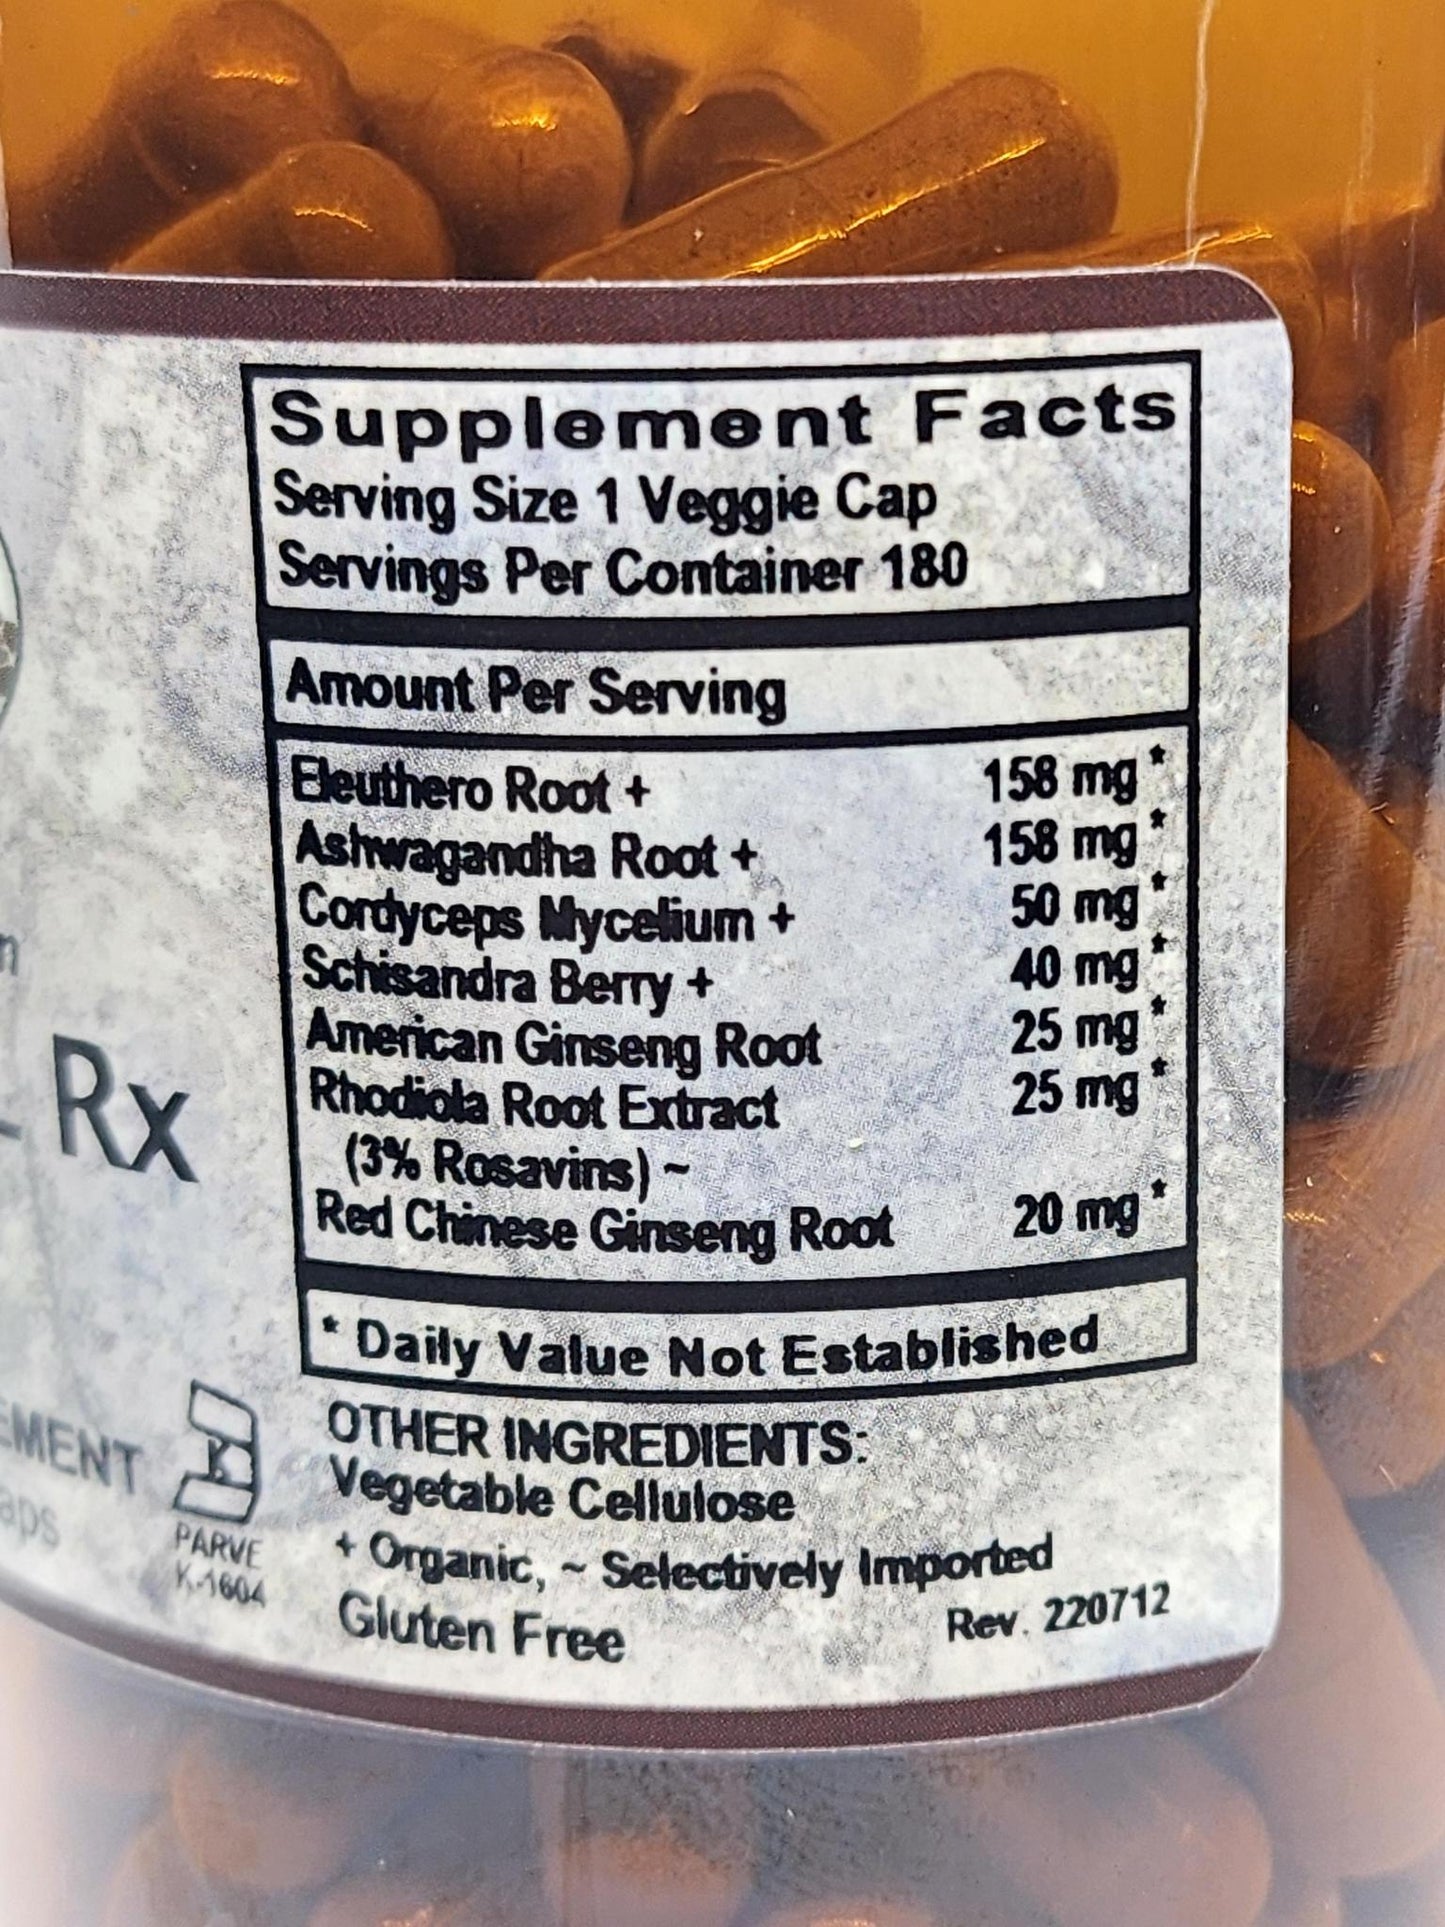 Supplement Facts
Serving Size 1 Veggie Cap
Servings Per Container 180
Amount Per Serving
Eleuthero Root + 158 mg *
Ashwagandha Root + 158 mg *
Cordyceps Mycelium + 50 mg *
Schisandra Berry + 40 mg *
American Ginseng Root 25 mg *
Rhodiola Root Extract 25 mg *
(3% Rosavins) ~
Red Chinese Ginseng Root 20 mg *
* Daily Value Not Established
OTHER INGREDIENTS:
Vegetable Cellulose
+ Organic, ~ Selectively Imported
Gluten Free
Rev. 220712
Rx
K
PARVE
K-1604